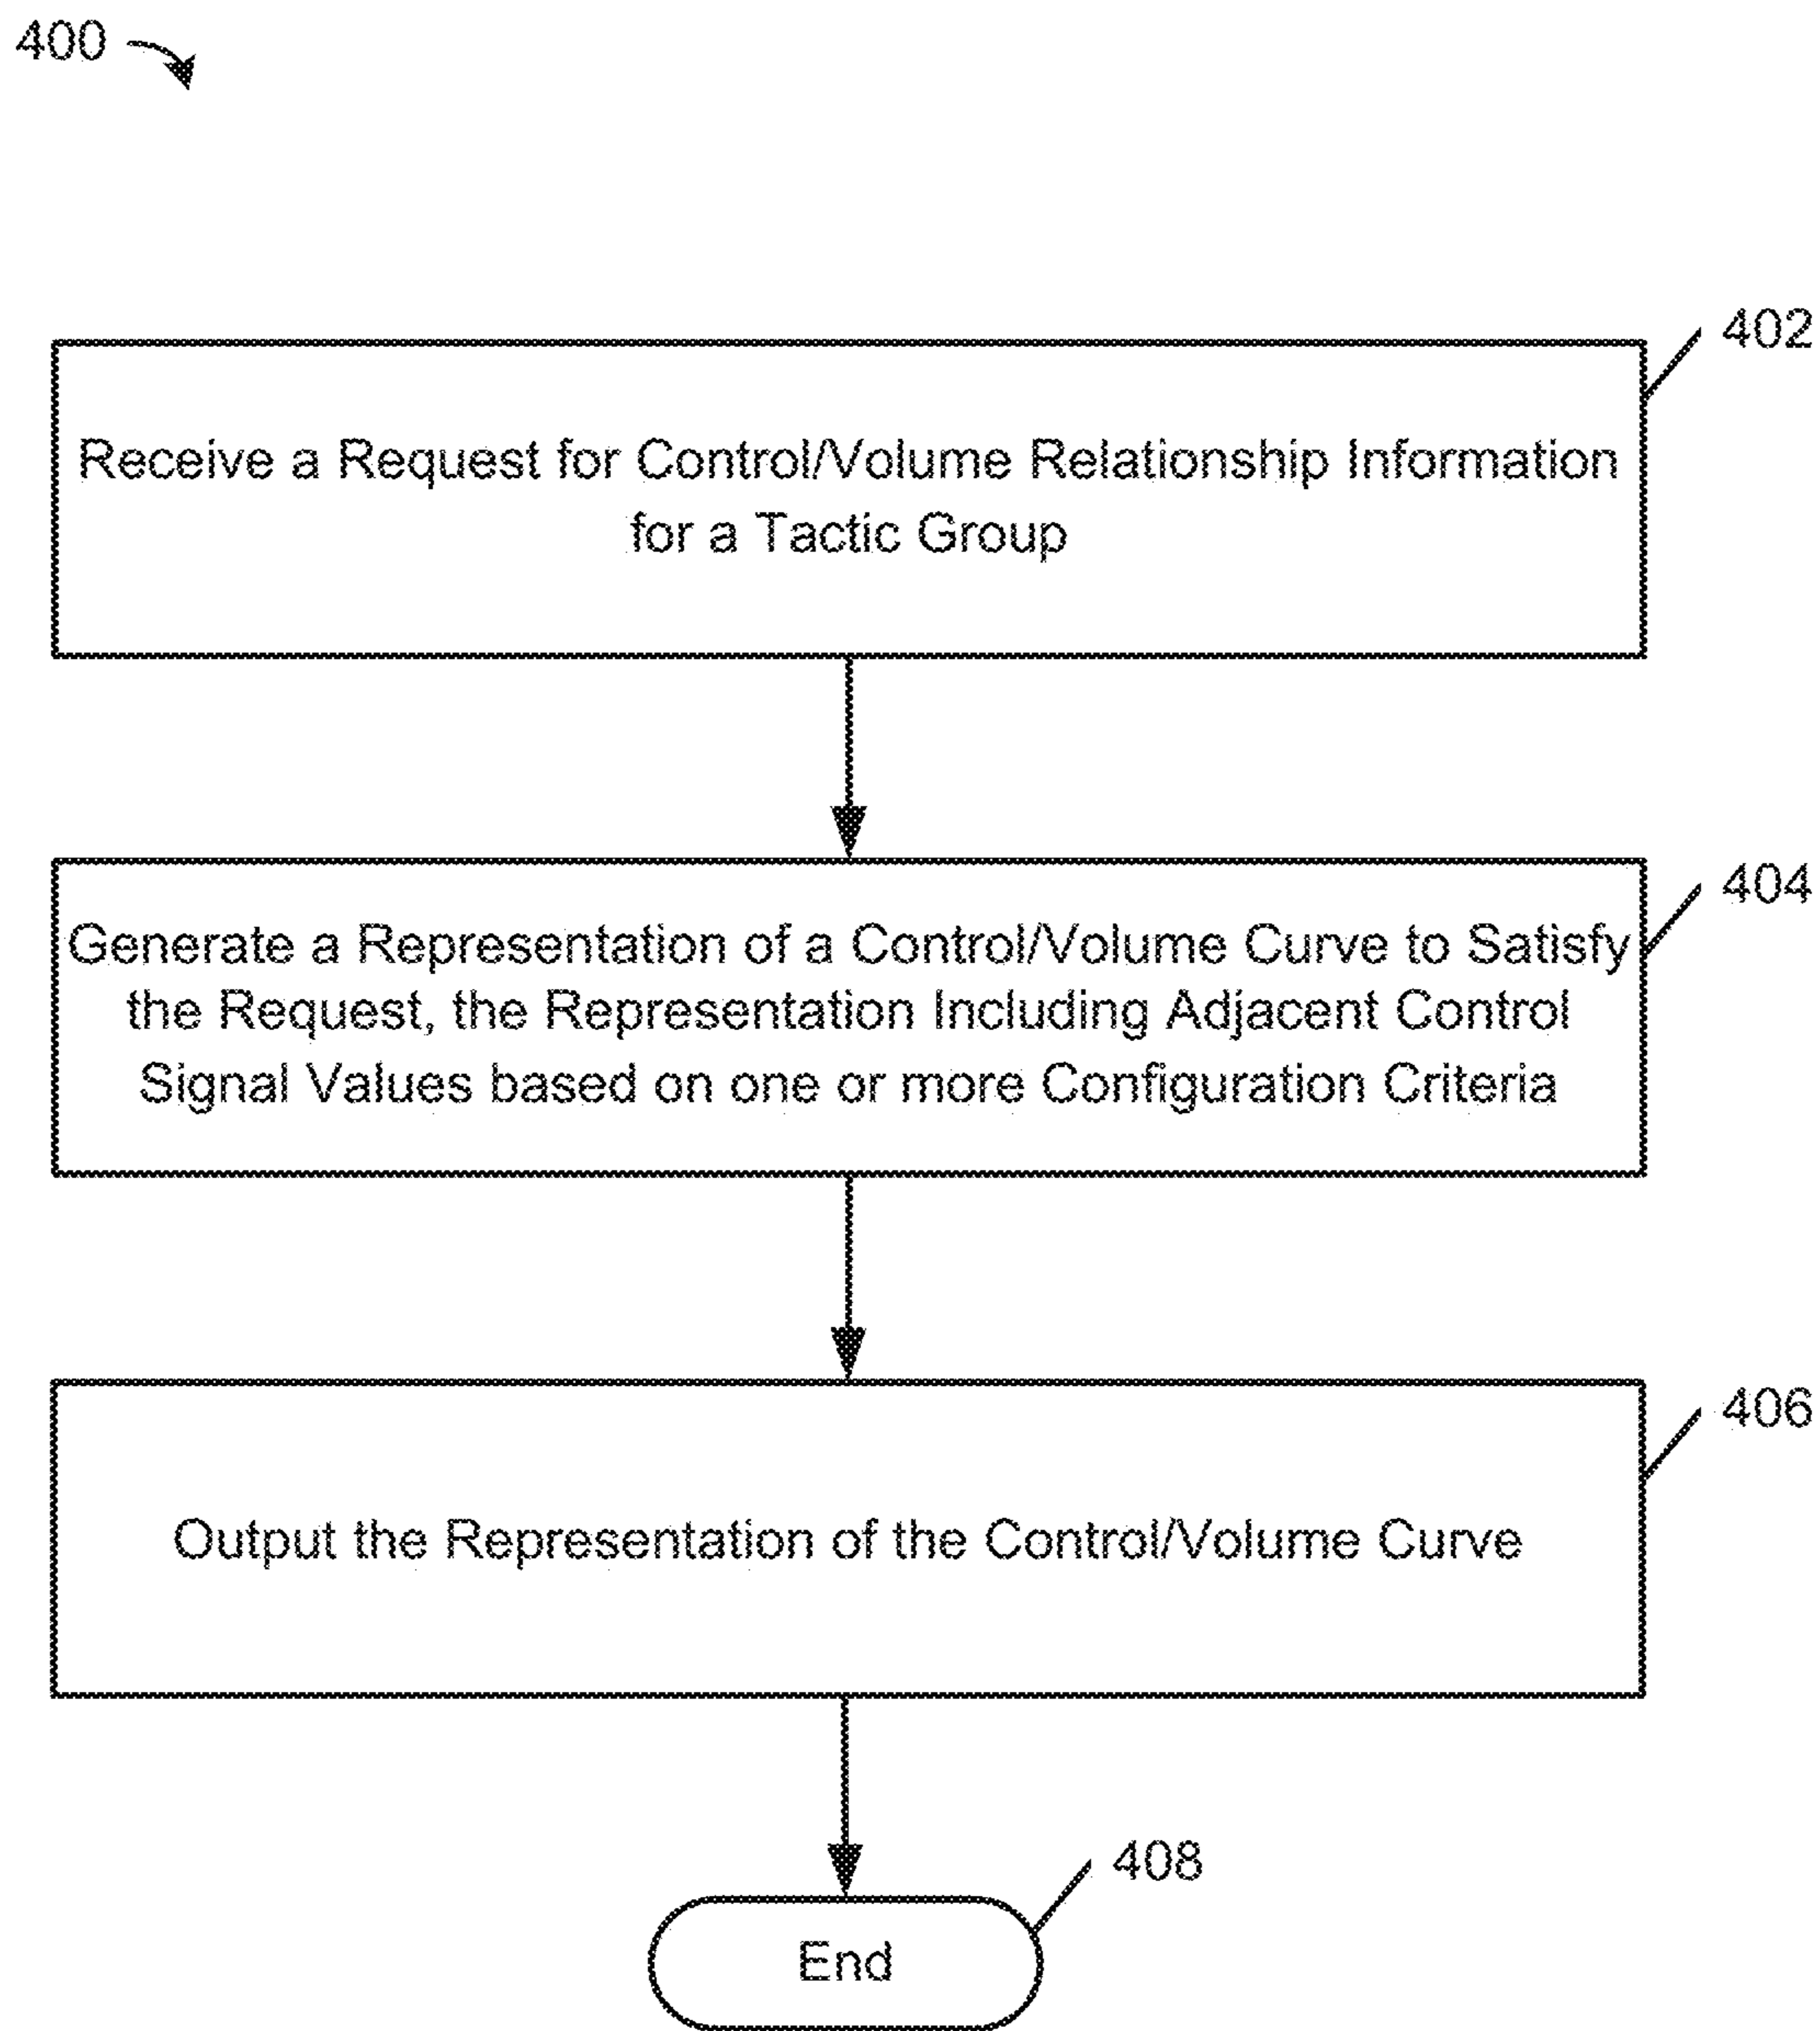 400
402
Receive a Request for Control/Volume Relationship Information
for a Tactic Group
404
Generate a Representation of a Control/Volume Curve to Satisfy
the Request, the Representation Including Adjacent Control
Signal Values based on one or more Configuration Criteria
406
Output the Representation of the Control/Volume Curve
408
End